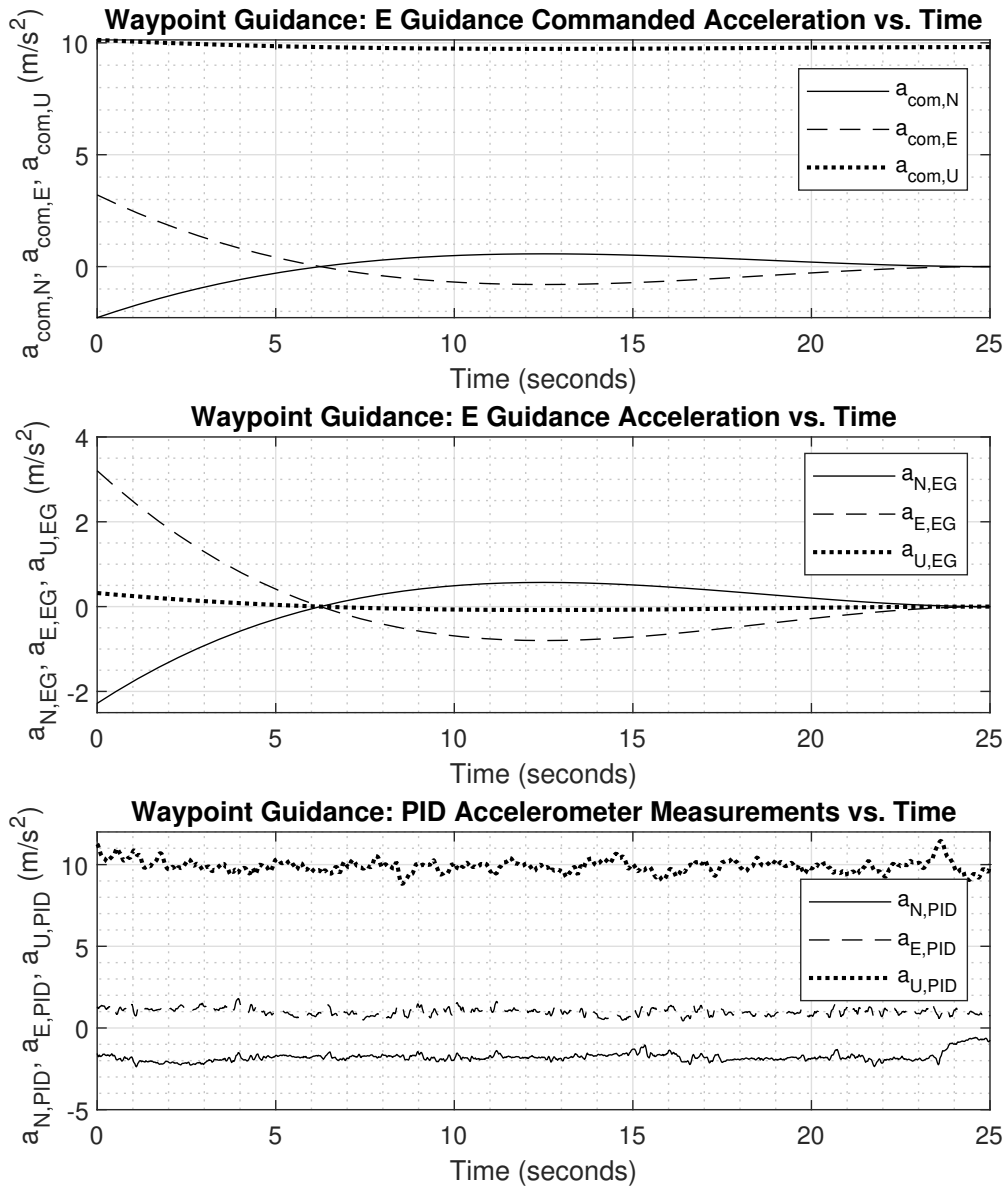 Waypoint Guidance: E Guidance Commanded Acceleration vs. Time
a_com,N, a_com,E, a_com,U (m/s^2)
10
5
0
a_com,N
a_com,E
a_com,U
0 5 10 15 20 25
Time (seconds)
Waypoint Guidance: E Guidance Acceleration vs. Time
a_N,EG, a_E,EG, a_U,EG (m/s^2)
4
2
0
-2
a_N,EG
a_E,EG
a_U,EG
0 5 10 15 20 25
Time (seconds)
Waypoint Guidance: PID Accelerometer Measurements vs. Time
a_N,PID, a_E,PID, a_U,PID (m/s^2)
10
5
0
-5
a_N,PID
a_E,PID
a_U,PID
0 5 10 15 20 25
Time (seconds)